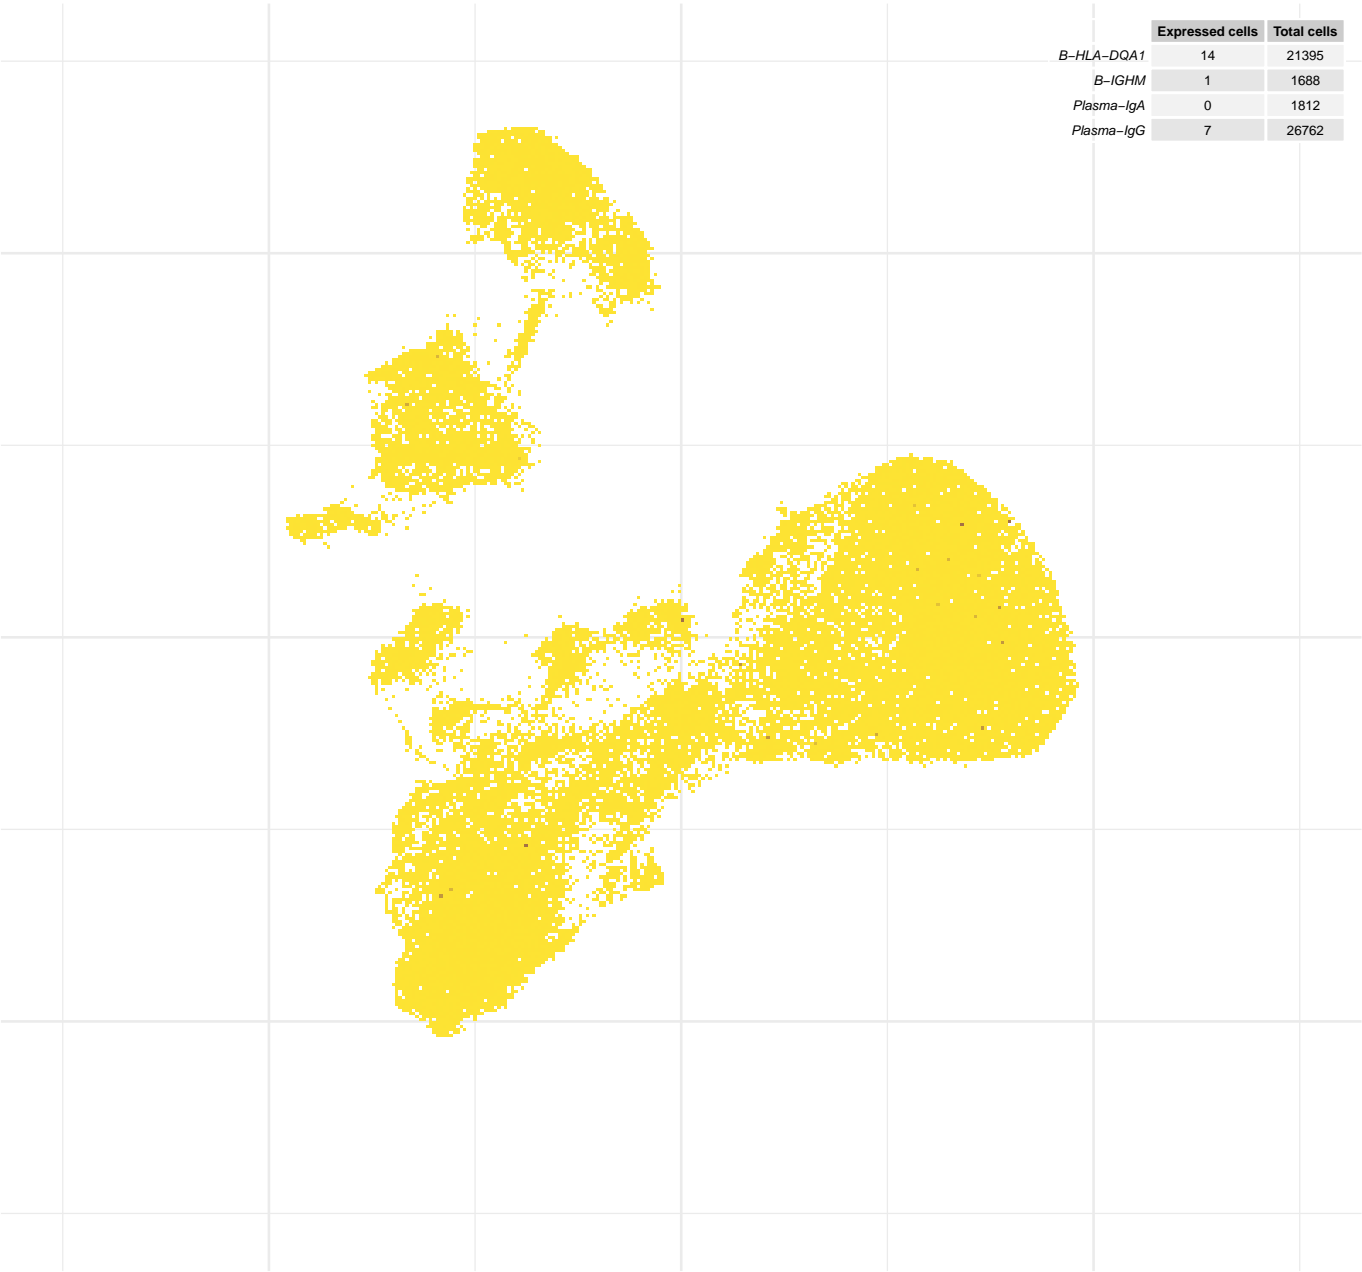 Expressed cells Total cells
B−HLA−DQA1 14 21395
B−IGHM 1 1688
Plasma−IgA 0 1812
Plasma−IgG 7 26762